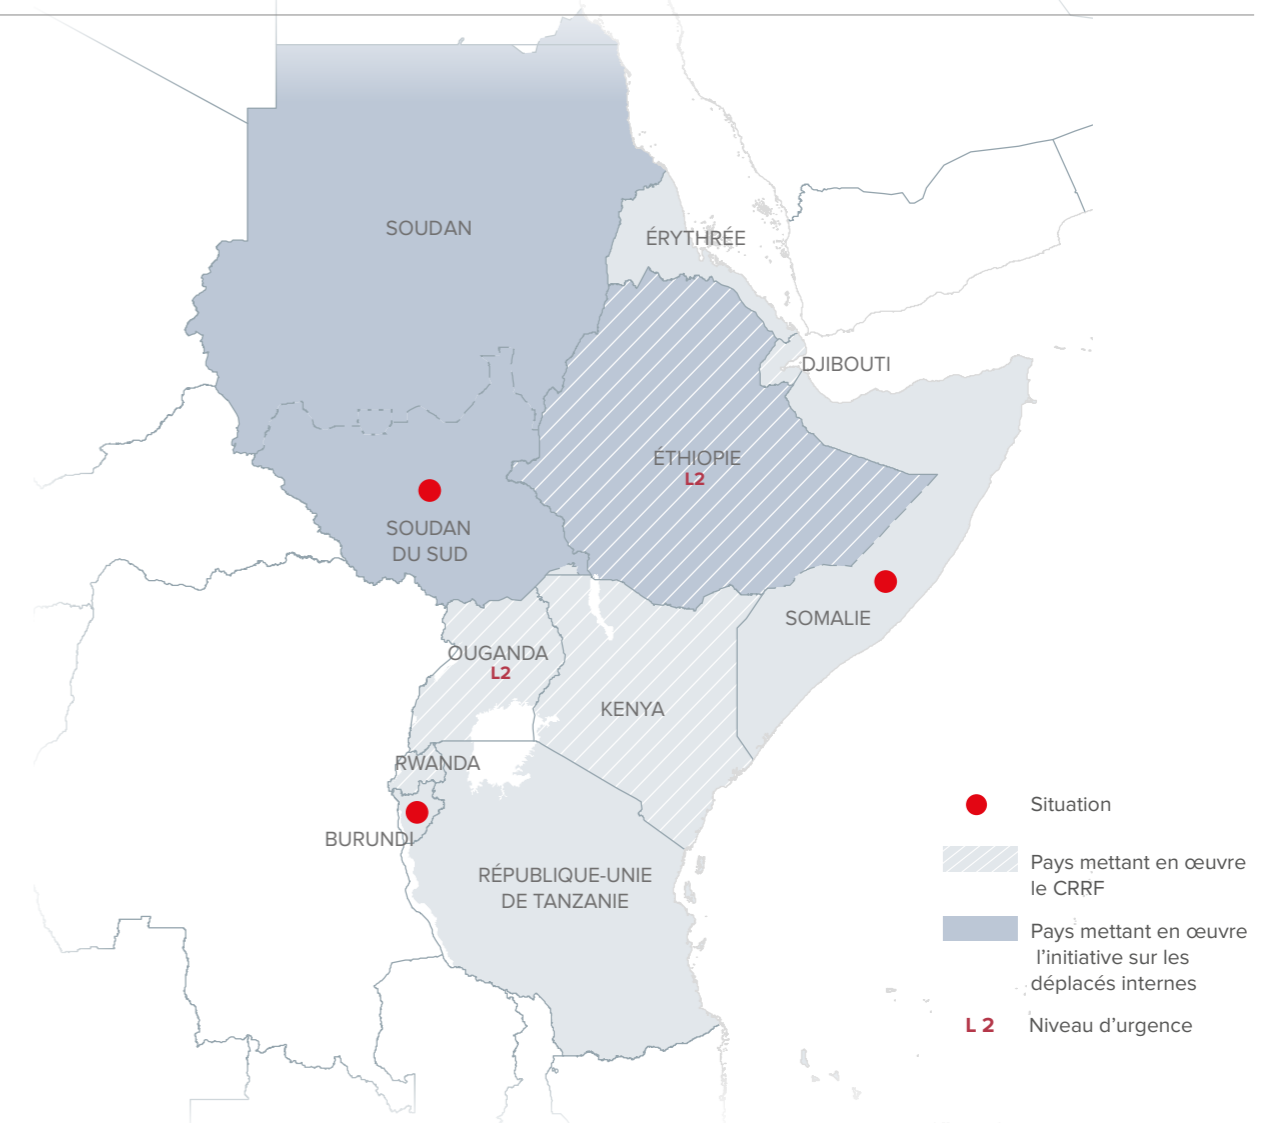 SOUDAN
ÉRYTHRÉE
DJIBOUTI
ÉTHIOPIE
L2
SOUDAN
DU SUD
SOMALIE
OUGANDA
L2
KENYA
RWANDA
BURUNDI
RÉPUBLIQUE-UNIE
DE TANZANIE
Situation
Pays mettant en œuvre
le CRRF
Pays mettant en œuvre
l’initiative sur les
déplacés internes
L 2 Niveau d’urgence